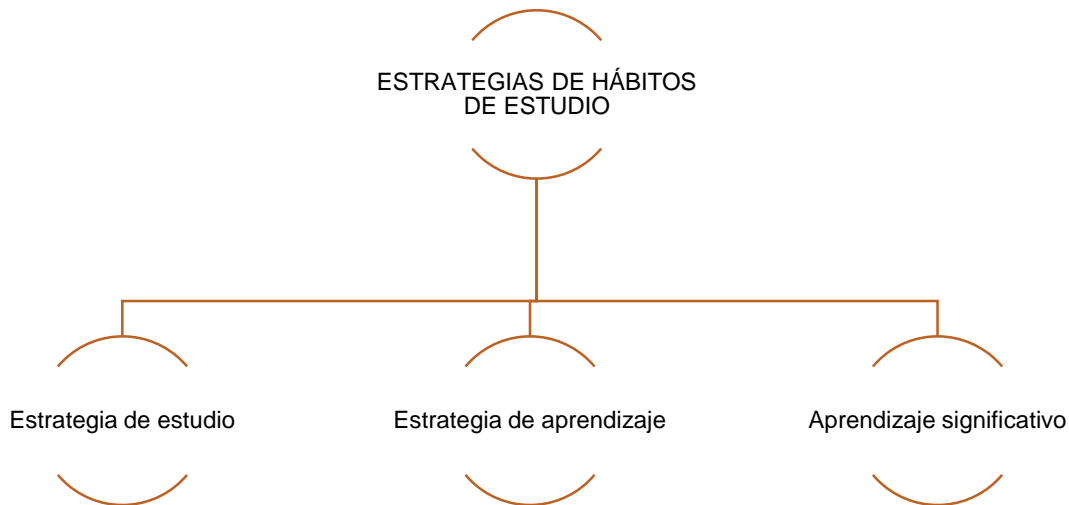 ESTRATEGIAS DE HÁBITOS
DE ESTUDIO
Estrategia de estudio
Estrategia de aprendizaje
Aprendizaje significativo